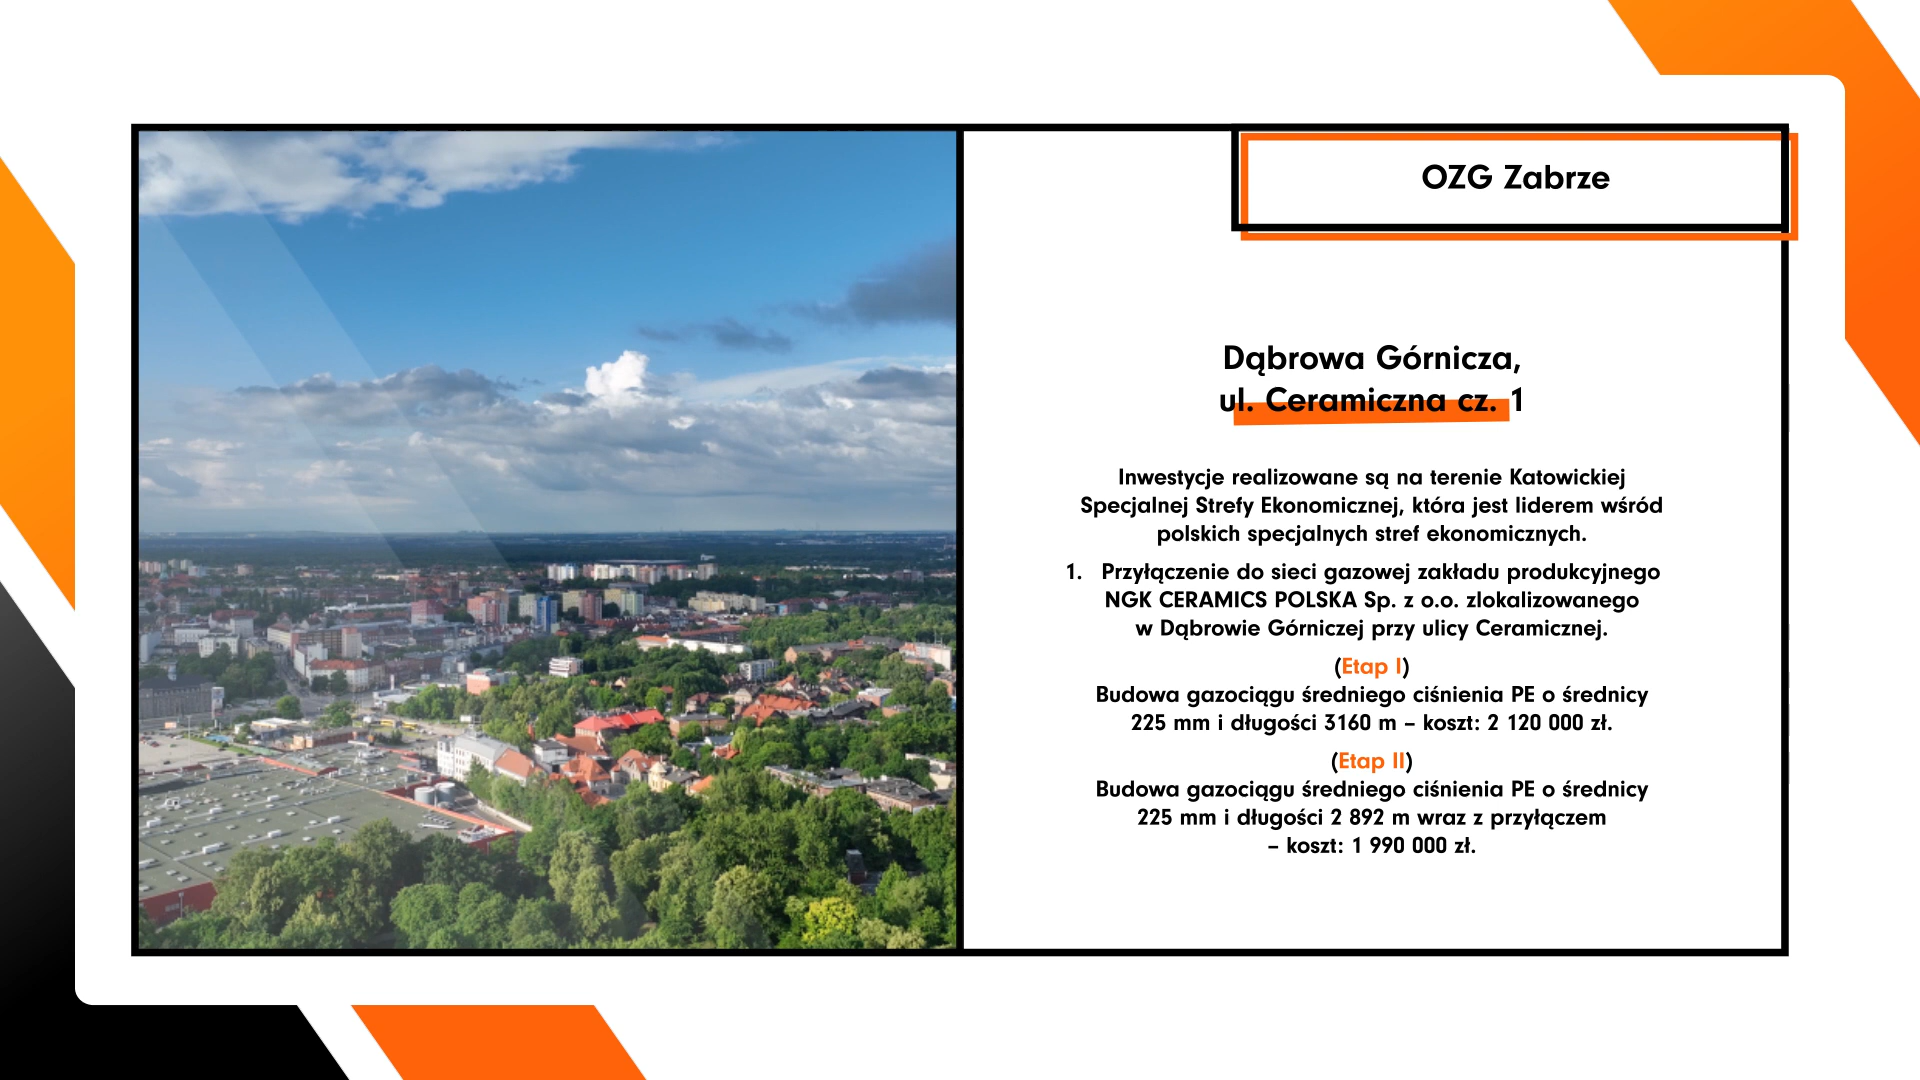 OZG Zabrze
Dąbrowa Górnicza,
ul. Ceramiczna cz. 1
Inwestycje realizowane są na terenie Katowickiej
Specjalnej Strefy Ekonomicznej, która jest liderem wśród
polskich specjalnych stref ekonomicznych.
1. Przyłączenie do sieci gazowej zakładu produkcyjnego
NGK CERAMICS POLSKA Sp. z o.o. zlokalizowanego
w Dąbrowie Górniczej przy ulicy Ceramicznej.
(Etap I)
Budowa gazociągu średniego ciśnienia PE o średnicy
225 mm i długości 3160 m – koszt: 2 120 000 zł.
(Etap II)
Budowa gazociągu średniego ciśnienia PE o średnicy
225 mm i długości 2 892 m wraz z przyłączem
– koszt: 1 990 000 zł.